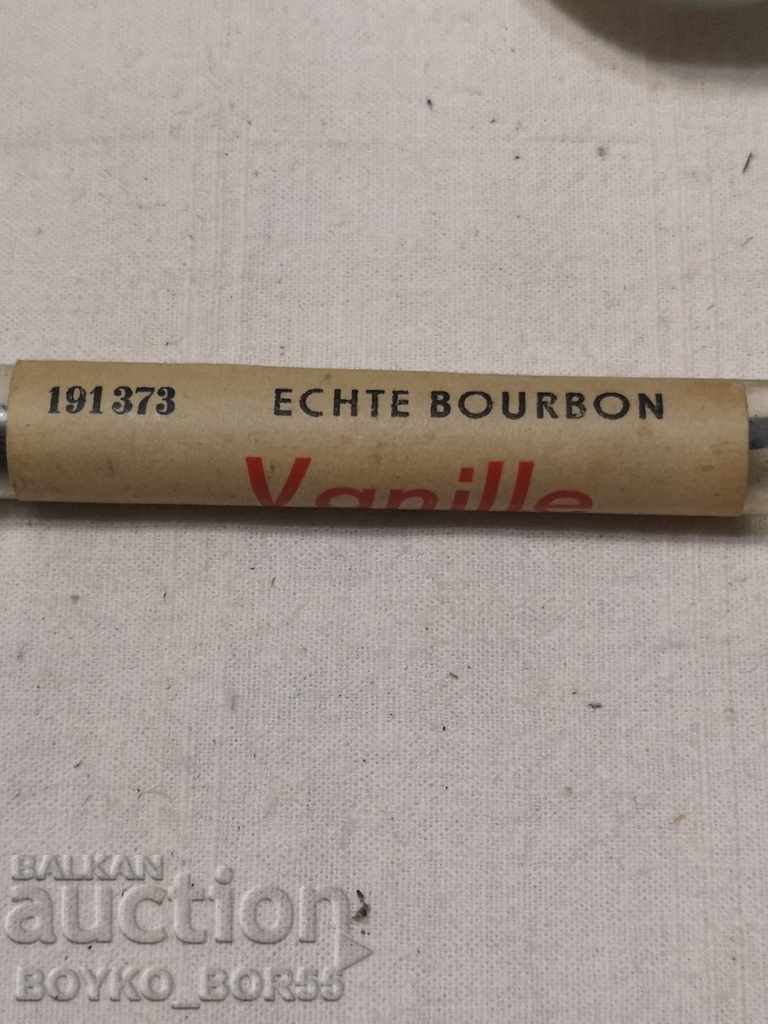 191373 ECHTE BOURBON
Vanille
BALKAN
auction
BOYKO_BOR55